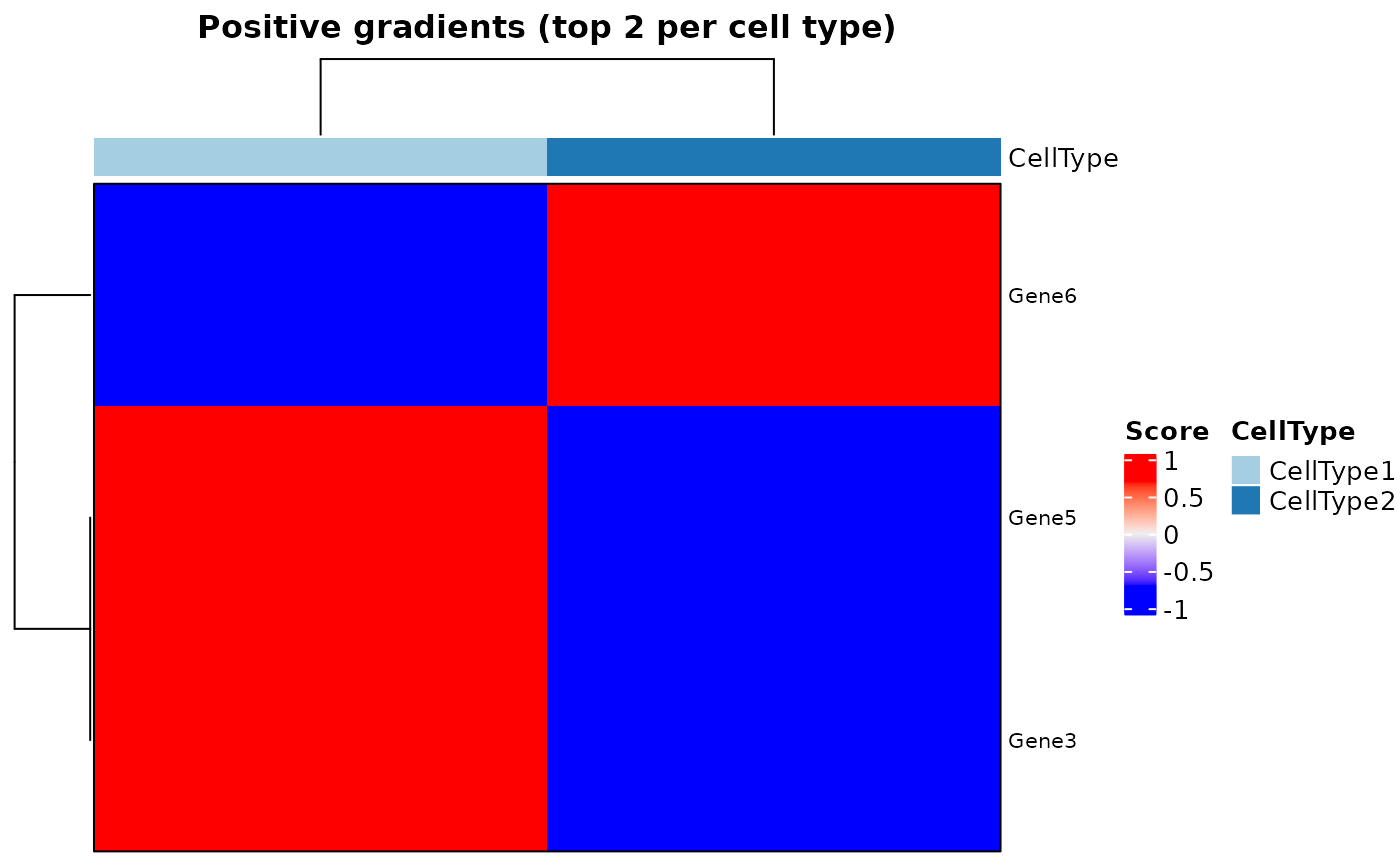 Positive gradients (top 2 per cell type)
CellType
Gene6
Gene5
Gene3
Score
1
0.5
0
-0.5
-1
CellType
CellType1
CellType2